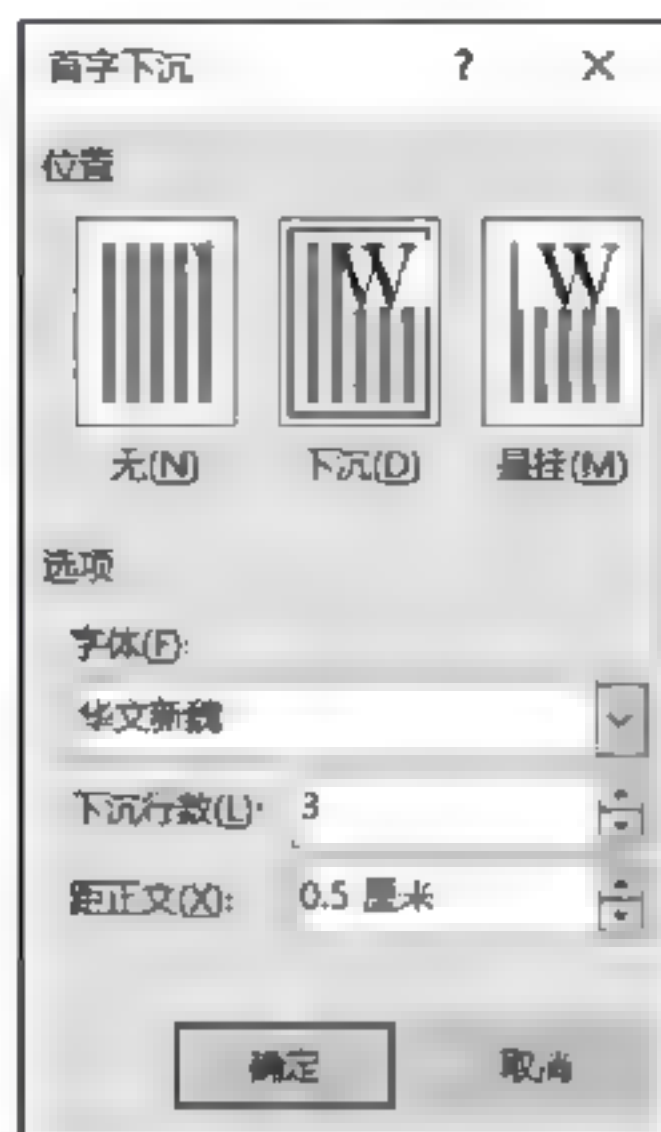 首字下沉 ? ×
位置
W W
无(N) 下沉(D) 悬挂(M)
选项
字体(F):
华文新魏
下沉行数(L): 3
距正文(X): 0.5 厘米
确定 取消